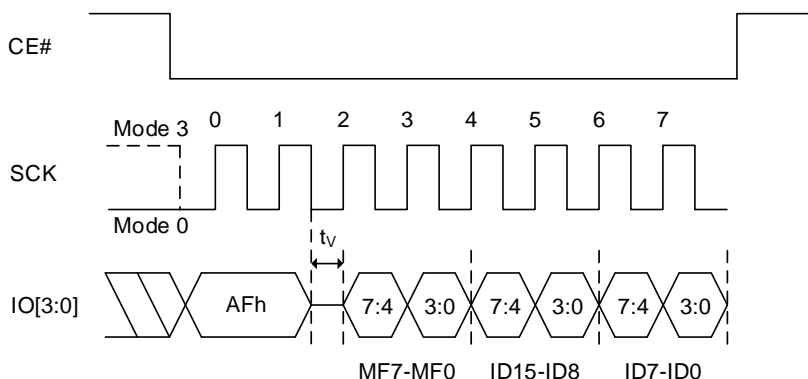 CE#
Mode 3
0 1 2 3 4 5 6 7
SCK
Mode 0
tV
IO[3:0]
AFh
7:4 3:0 7:4 3:0 7:4 3:0
MF7-MF0 ID15-ID8 ID7-ID0